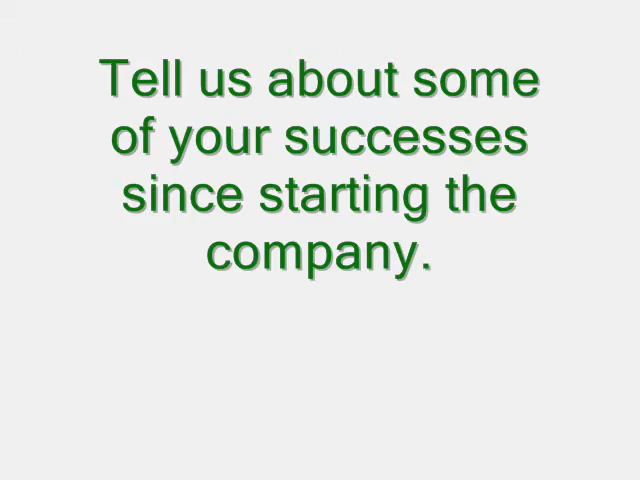 Tell us about some
of your successes
since starting the
company.